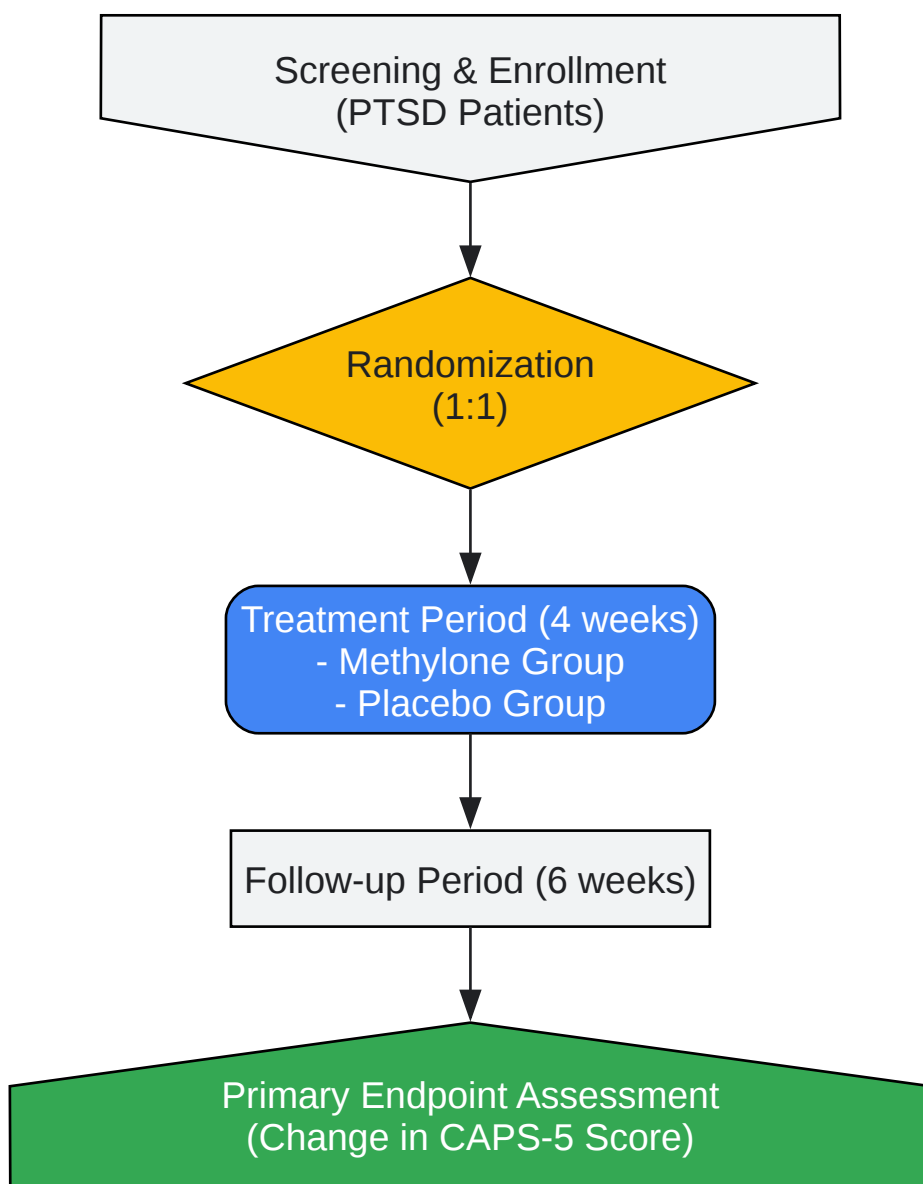 Screening & Enrollment
(PTSD Patients)
Randomization
(1:1)
Treatment Period (4 weeks)
- Methylone Group
- Placebo Group
Follow-up Period (6 weeks)
Primary Endpoint Assessment
(Change in CAPS-5 Score)